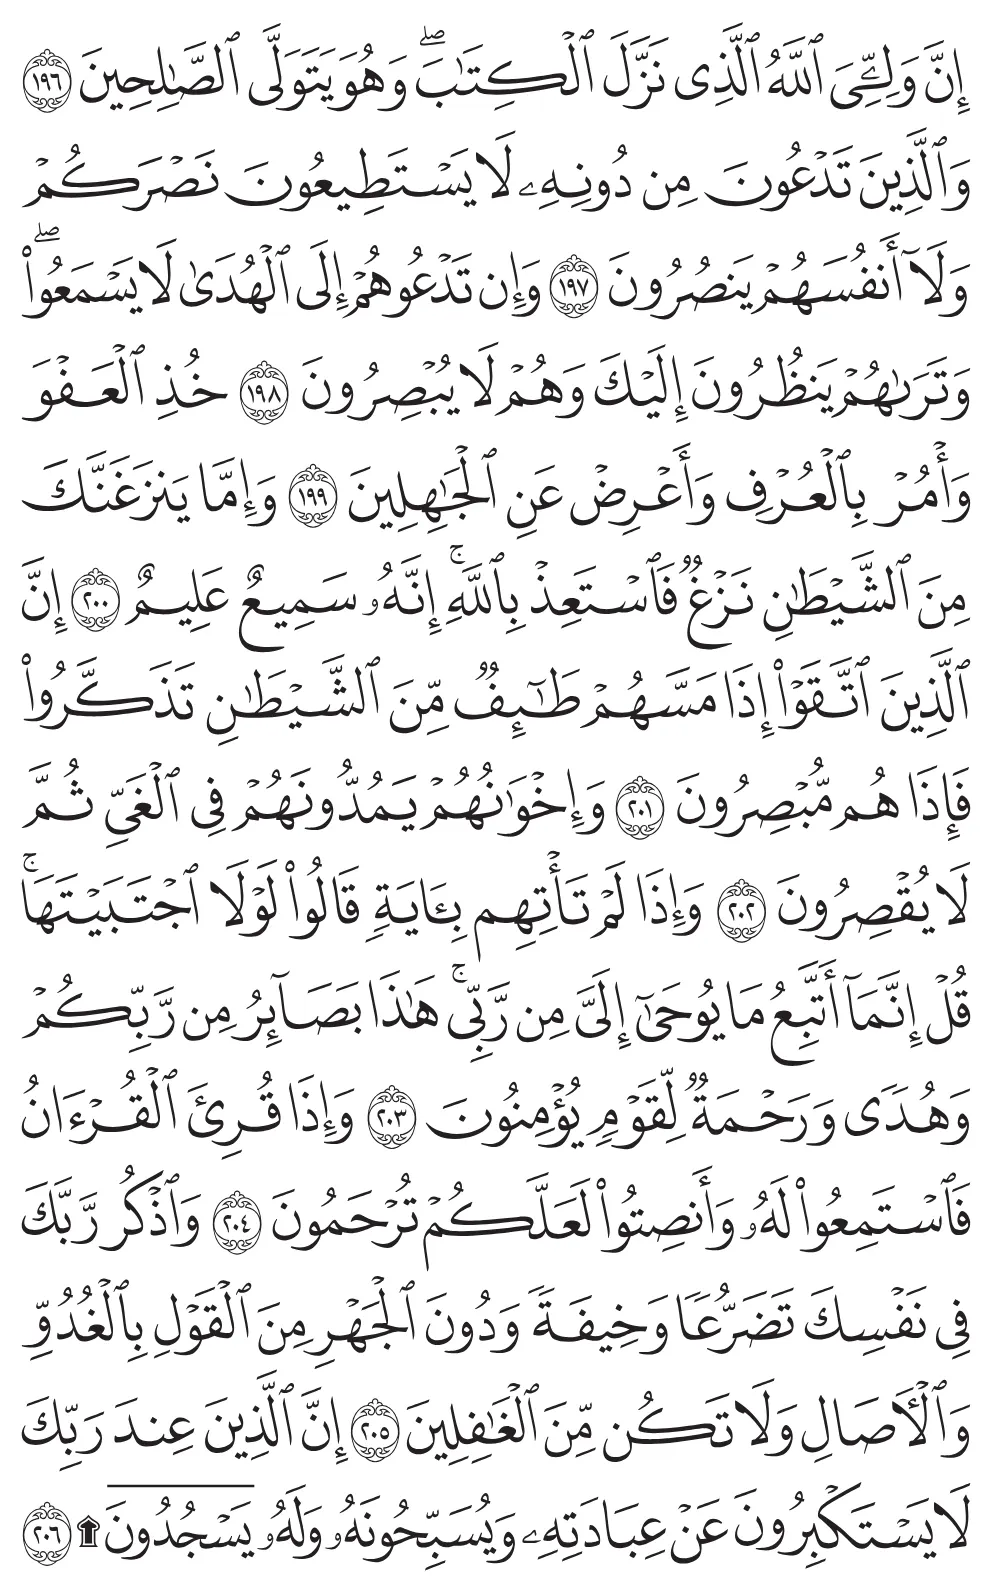 إِنَّ وَلِـِّۧيَ ٱللَّهُ ٱلَّذِى نَزَّلَ ٱلْكِتَٰبَ ۖ وَهُوَ يَتَوَلَّى ٱلصَّٰلِحِينَ ١٩٦
وَٱلَّذِينَ تَدْعُونَ مِن دُونِهِۦ لَا يَسْتَطِيعُونَ نَصْرَكُمْ
وَلَآ أَنفُسَهُمْ يَنصُرُونَ ١٩٧ وَإِن تَدْعُوهُمْ إِلَى ٱلْهُدَىٰ لَا يَسْمَعُوا۟ ۖ
وَتَرَىٰهُمْ يَنظُرُونَ إِلَيْكَ وَهُمْ لَا يُبْصِرُونَ ١٩٨ خُذِ ٱلْعَفْوَ
وَأْمُرْ بِٱلْعُرْفِ وَأَعْرِضْ عَنِ ٱلْجَٰهِلِينَ ١٩٩ وَإِمَّا يَنزَغَنَّكَ
مِنَ ٱلشَّيْطَٰنِ نَزْغٌ فَٱسْتَعِذْ بِٱللَّهِ ۚ إِنَّهُۥ سَمِيعٌ عَلِيمٌ ٢٠٠ إِنَّ
ٱلَّذِينَ ٱتَّقَوْا۟ إِذَا مَسَّهُمْ طَٰٓئِفٌ مِّنَ ٱلشَّيْطَٰنِ تَذَكَّرُوا۟
فَإِذَا هُم مُّبْصِرُونَ ٢٠١ وَإِخْوَٰنُهُمْ يَمُدُّونَهُمْ فِى ٱلْغَىِّ ثُمَّ
لَا يُقْصِرُونَ ٢٠٢ وَإِذَا لَمْ تَأْتِهِم بِـَٔايَةٍ قَالُوا۟ لَوْلَا ٱجْتَبَيْتَهَا ۚ
قُلْ إِنَّمَآ أَتَّبِعُ مَا يُوحَىٰٓ إِلَىَّ مِن رَّبِّى ۚ هَٰذَا بَصَآئِرُ مِن رَّبِّكُمْ
وَهُدًى وَرَحْمَةٌ لِّقَوْمٍ يُؤْمِنُونَ ٢٠٣ وَإِذَا قُرِئَ ٱلْقُرْءَانُ
فَٱسْتَمِعُوا۟ لَهُۥ وَأَنصِتُوا۟ لَعَلَّكُمْ تُرْحَمُونَ ٢٠٤ وَٱذْكُر رَّبَّكَ
فِى نَفْسِكَ تَضَرُّعًا وَخِيفَةً وَدُونَ ٱلْجَهْرِ مِنَ ٱلْقَوْلِ بِٱلْغُدُوِّ
وَٱلْـَٔاصَالِ وَلَا تَكُن مِّنَ ٱلْغَٰفِلِينَ ٢٠٥ إِنَّ ٱلَّذِينَ عِندَ رَبِّكَ
لَا يَسْتَكْبِرُونَ عَنْ عِبَادَتِهِۦ وَيُسَبِّحُونَهُۥ وَلَهُۥ يَسْجُدُونَ ۩ ٢٠٦